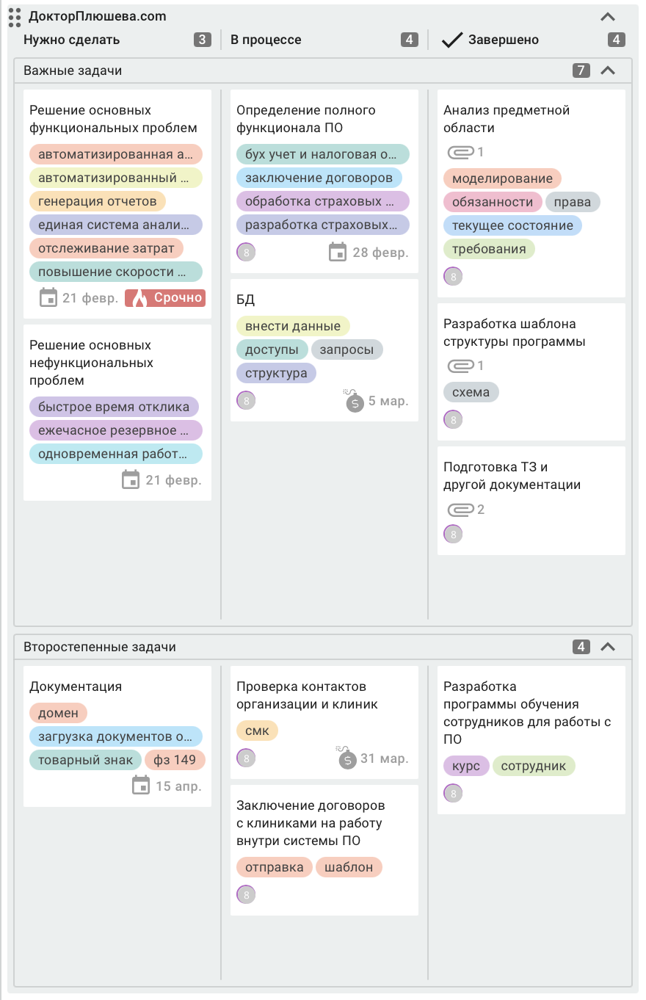 ДокторПлюшева.com
Нужно сделать 3
В процессе 4
Завершено 4
Важные задачи 7
Решение основных
функциональных проблем
автоматизированная а...
автоматизированный ...
генерация отчетов
единая система анали...
отслеживание затрат
повышение скорости ...
21 февр. Срочно
Решение основных
нефункциональных
проблем
быстрое время отклика
ежечасное резервное ...
одновременная работ...
21 февр.
Определение полного
функционала ПО
бух учет и налоговая о...
заключение договоров
обработка страховых ...
разработка страховых...
8 28 февр.
БД
внести данные
доступы запросы
структура
8 $ 5 мар.
Анализ предметной
области
1
моделирование
обязанности права
текущее состояние
требования
8
Разработка шаблона
структуры программы
1
схема
8
Подготовка ТЗ и
другой документации
2
8
Второстепенные задачи 4
Документация
домен
загрузка документов о...
товарный знак фз 149
15 апр.
Проверка контактов
организации и клиник
смк
8 $ 31 мар.
Заключение договоров
с клиниками на работу
внутри системы ПО
отправка шаблон
8
Разработка
программы обучения
сотрудников для работы с
ПО
курс сотрудник
8